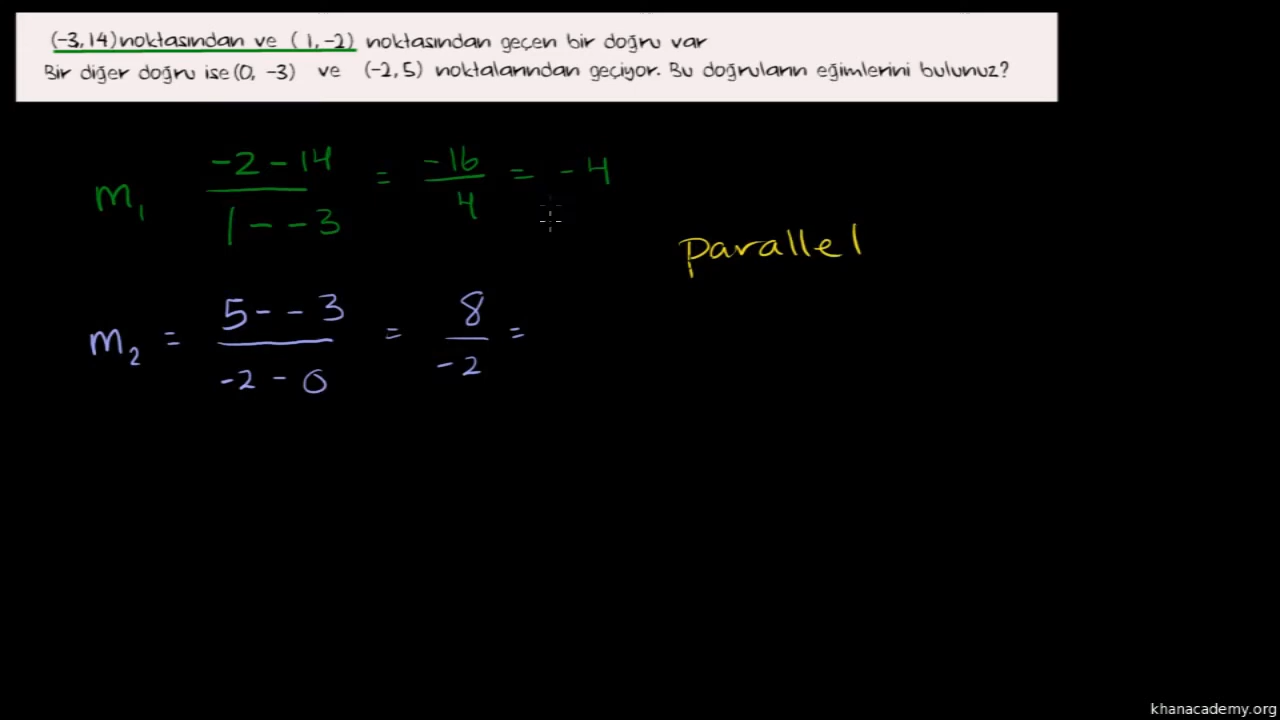 (-3,14) noktasından ve (1,-2) noktasından geçen bir doğru var
Bir diğer doğru ise (0, -3) ve (-2,5) noktalarından geçiyor. Bu doğruların eğimlerini bulunuz?
m₁ (-2 - 14)/(1 - -3) = -16/4 = -4
parallel
m₂ = (5 - - 3)/(-2 - 0) = 8/-2 =
khanacademy.org